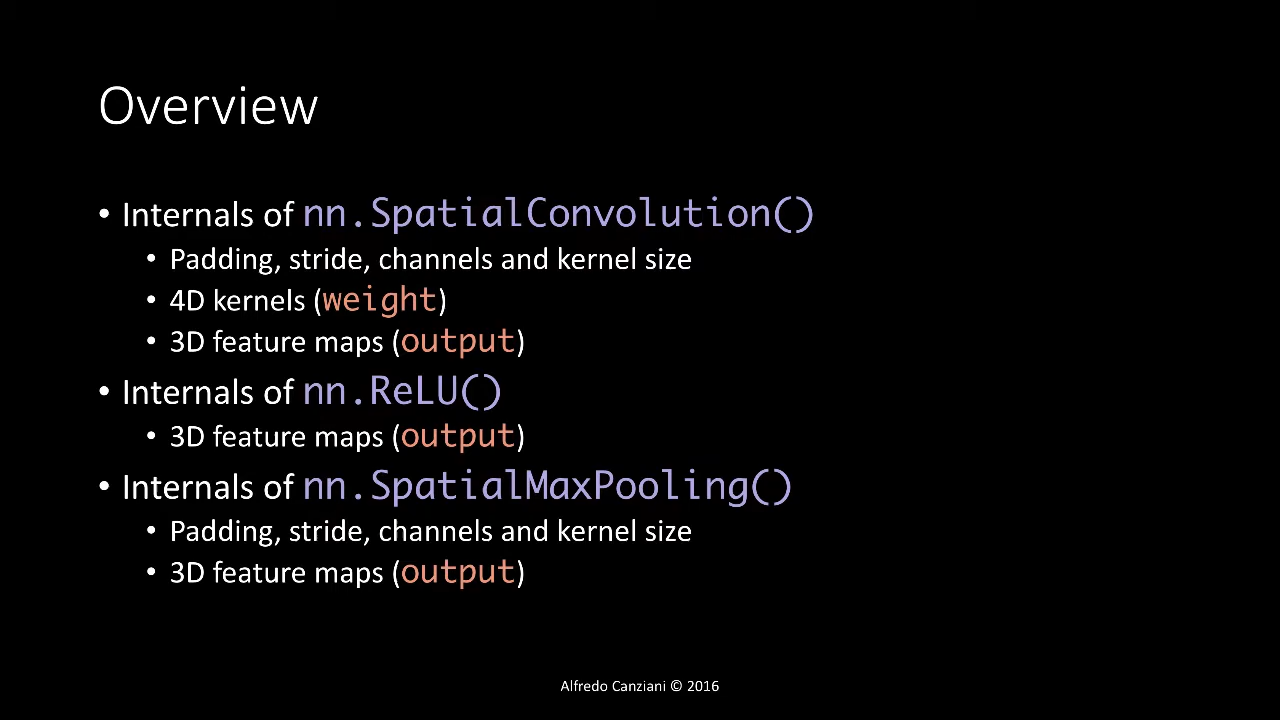 Overview
• Internals of nn.SpatialConvolution()
• Padding, stride, channels and kernel size
• 4D kernels (weight)
• 3D feature maps (output)
• Internals of nn.ReLU()
• 3D feature maps (output)
• Internals of nn.SpatialMaxPooling()
• Padding, stride, channels and kernel size
• 3D feature maps (output)
Alfredo Canziani © 2016